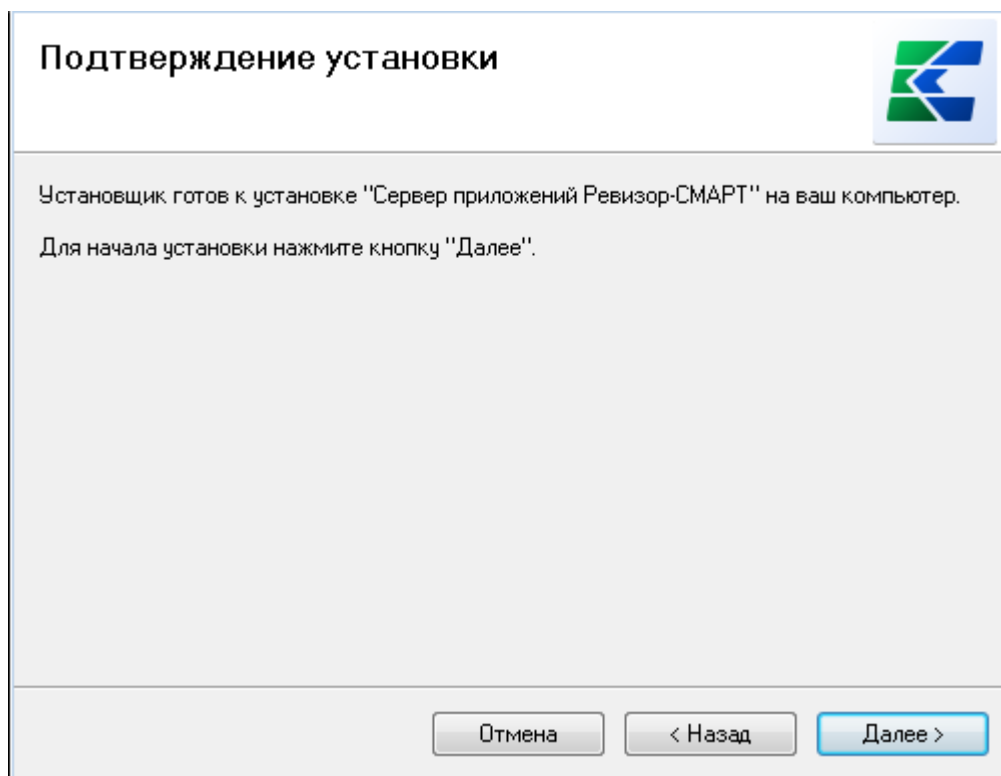 Подтверждение установки
Установщик готов к установке "Сервер приложений Ревизор-СМАРТ" на ваш компьютер.
Для начала установки нажмите кнопку "Далее".
Отмена
< Назад
Далее >